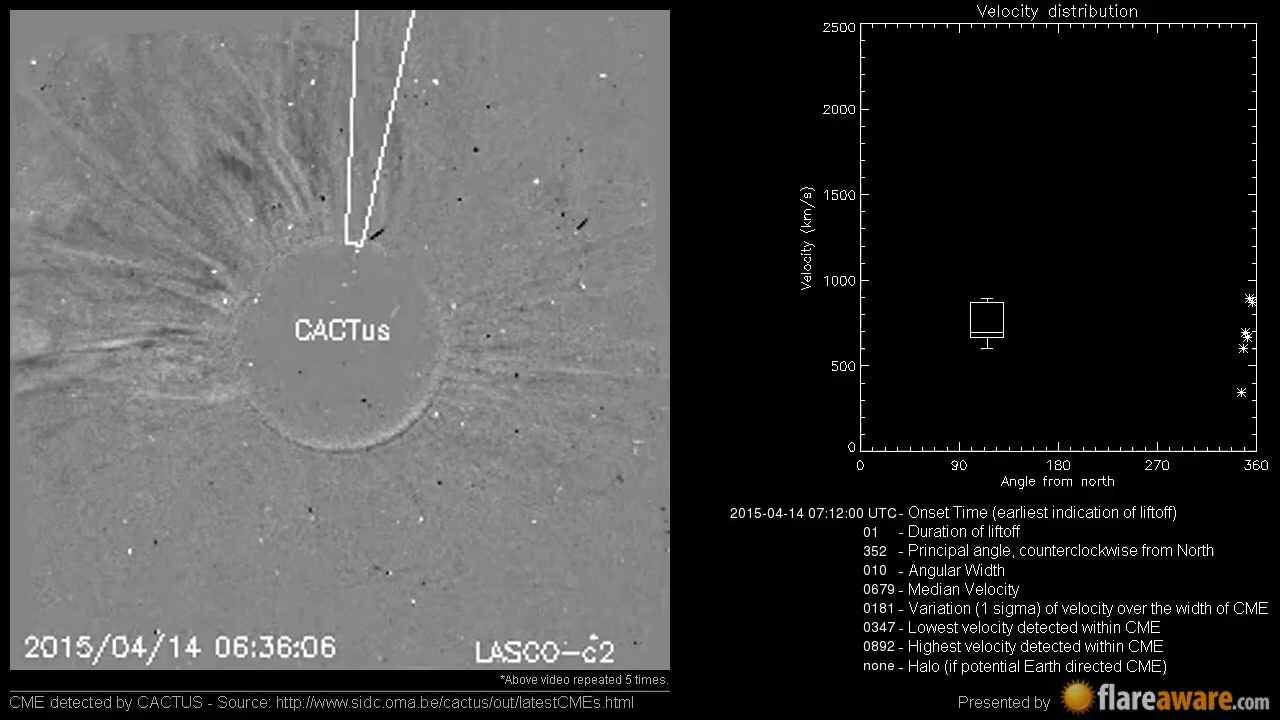 CACTus
2015/04/14 06:36:06
LASCO-c2
*Above video repeated 5 times.
CME detected by CACTUS - Source: http://www.sidc.oma.be/cactus/out/latestCMEs.html
Velocity distribution
2500
2000
1500
1000
500
0
Velocity (km/s)
0 90 180 270 360
Angle from north
2015-04-14 07:12:00 UTC - Onset Time (earliest indication of liftoff)
01 - Duration of liftoff
352 - Principal angle, counterclockwise from North
010 - Angular Width
0679 - Median Velocity
0181 - Variation (1 sigma) of velocity over the width of CME
0347 - Lowest velocity detected within CME
0892 - Highest velocity detected within CME
none - Halo (if potential Earth directed CME)
Presented by flareaware.com